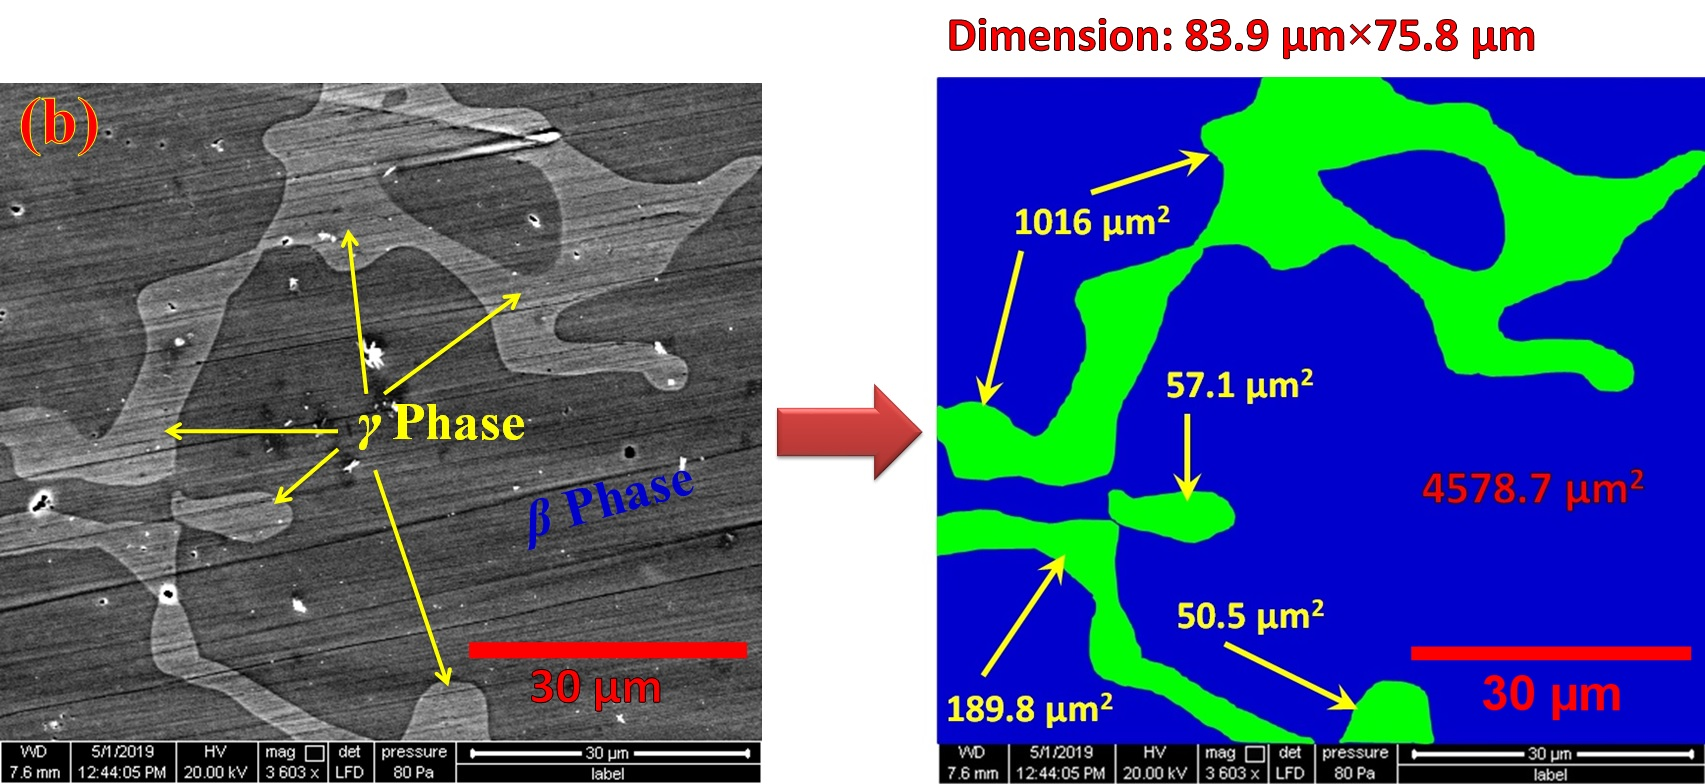 Dimension: 83.9 µm×75.8 µm
(b)
γ Phase
β Phase
30 µm
WD 5/1/2019 HV mag det pressure 30 µm
7.6 mm 12:44:05 PM 20.00 kV 3 603 x LFD 80 Pa label
1016 µm²
57.1 µm²
4578.7 µm²
50.5 µm²
189.8 µm²
30 µm
WD 5/1/2019 HV mag det pressure 30 µm
7.6 mm 12:44:05 PM 20.00 kV 3 603 x LFD 80 Pa label